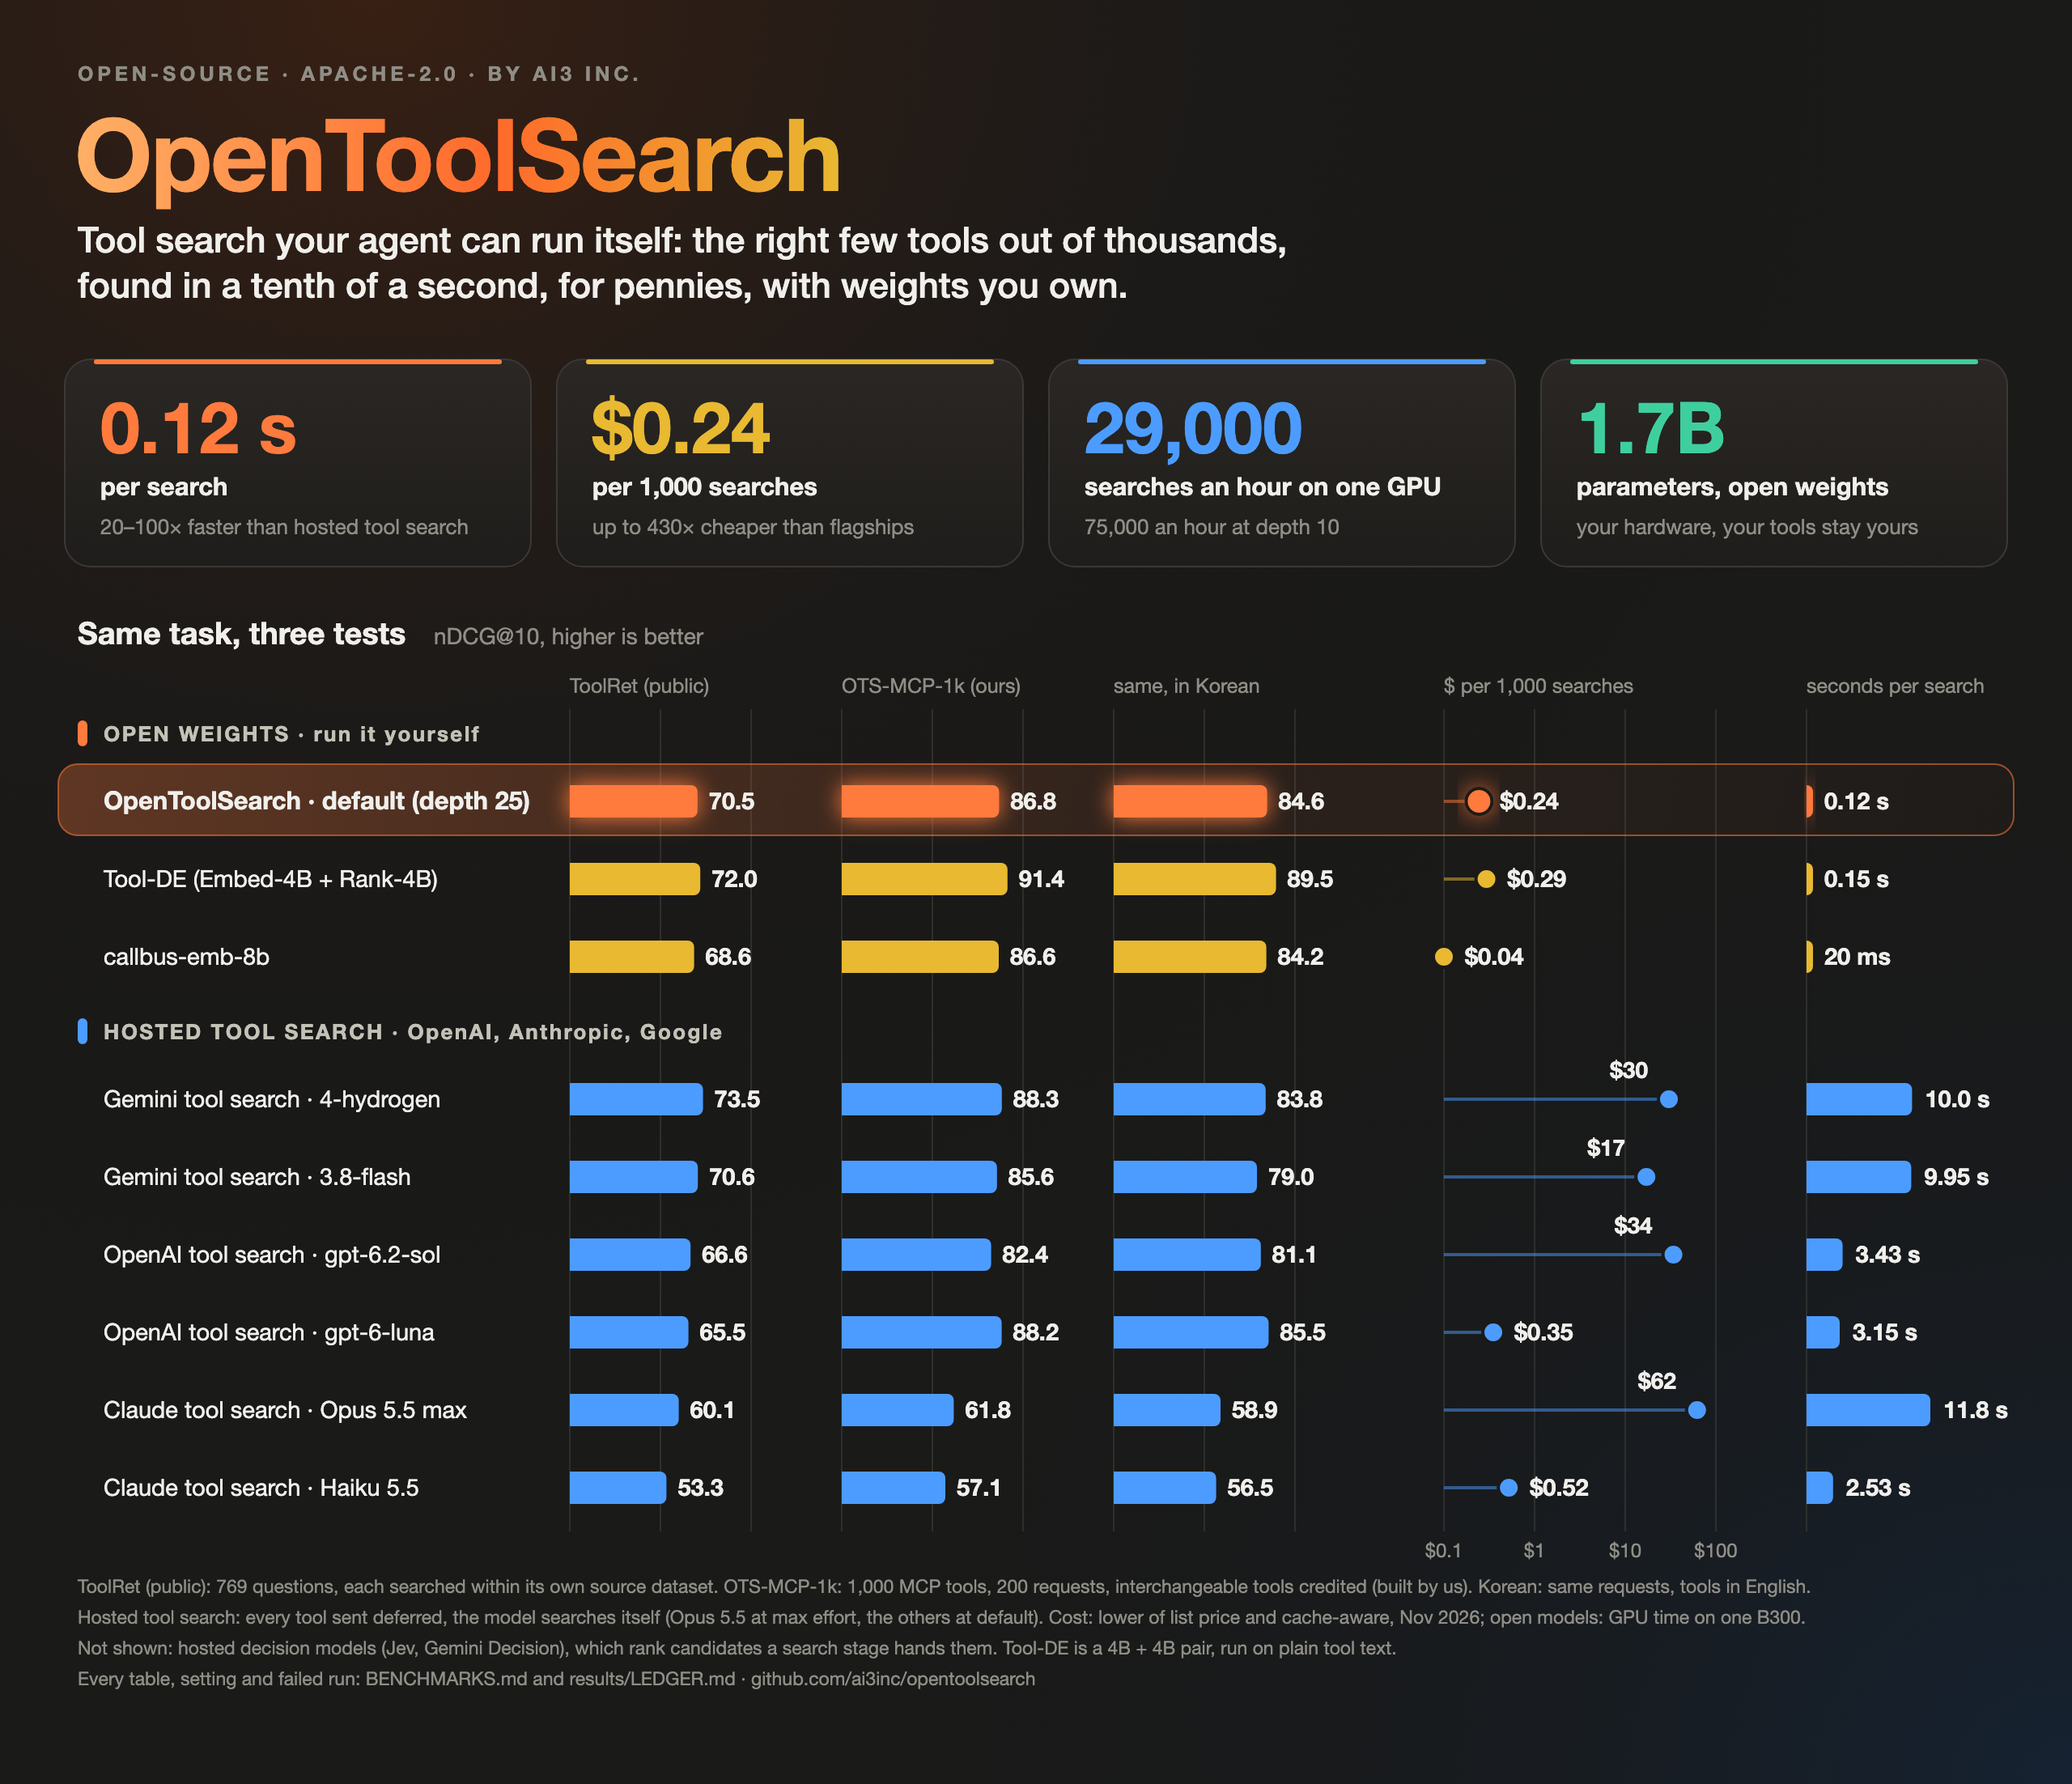 OPEN-SOURCE · APACHE-2.0 · BY AI3 INC.
OpenToolSearch
Tool search your agent can run itself: the right few tools out of thousands,
found in a tenth of a second, for pennies, with weights you own.
0.12 s
per search
20–100× faster than hosted tool search
$0.24
per 1,000 searches
up to 430× cheaper than flagships
29,000
searches an hour on one GPU
75,000 an hour at depth 10
1.7B
parameters, open weights
your hardware, your tools stay yours
Same task, three tests nDCG@10, higher is better
ToolRet (public) OTS-MCP-1k (ours) same, in Korean $ per 1,000 searches seconds per search
OPEN WEIGHTS · run it yourself
OpenToolSearch · default (depth 25) 70.5 86.8 84.6 $0.24 0.12 s
Tool-DE (Embed-4B + Rank-4B) 72.0 91.4 89.5 $0.29 0.15 s
callbus-emb-8b 68.6 86.6 84.2 $0.04 20 ms
HOSTED TOOL SEARCH · OpenAI, Anthropic, Google
Gemini tool search · 4-hydrogen 73.5 88.3 83.8 $30 10.0 s
Gemini tool search · 3.8-flash 70.6 85.6 79.0 $17 9.95 s
OpenAI tool search · gpt-6.2-sol 66.6 82.4 81.1 $34 3.43 s
OpenAI tool search · gpt-6-luna 65.5 88.2 85.5 $0.35 3.15 s
Claude tool search · Opus 5.5 max 60.1 61.8 58.9 $62 11.8 s
Claude tool search · Haiku 5.5 53.3 57.1 56.5 $0.52 2.53 s
$0.1 $1 $10 $100
ToolRet (public): 769 questions, each searched within its own source dataset. OTS-MCP-1k: 1,000 MCP tools, 200 requests, interchangeable tools credited (built by us). Korean: same requests, tools in English.
Hosted tool search: every tool sent deferred, the model searches itself (Opus 5.5 at max effort, the others at default). Cost: lower of list price and cache-aware, Nov 2026; open models: GPU time on one B300.
Not shown: hosted decision models (Jev, Gemini Decision), which rank candidates a search stage hands them. Tool-DE is a 4B + 4B pair, run on plain tool text.
Every table, setting and failed run: BENCHMARKS.md and results/LEDGER.md · github.com/ai3inc/opentoolsearch